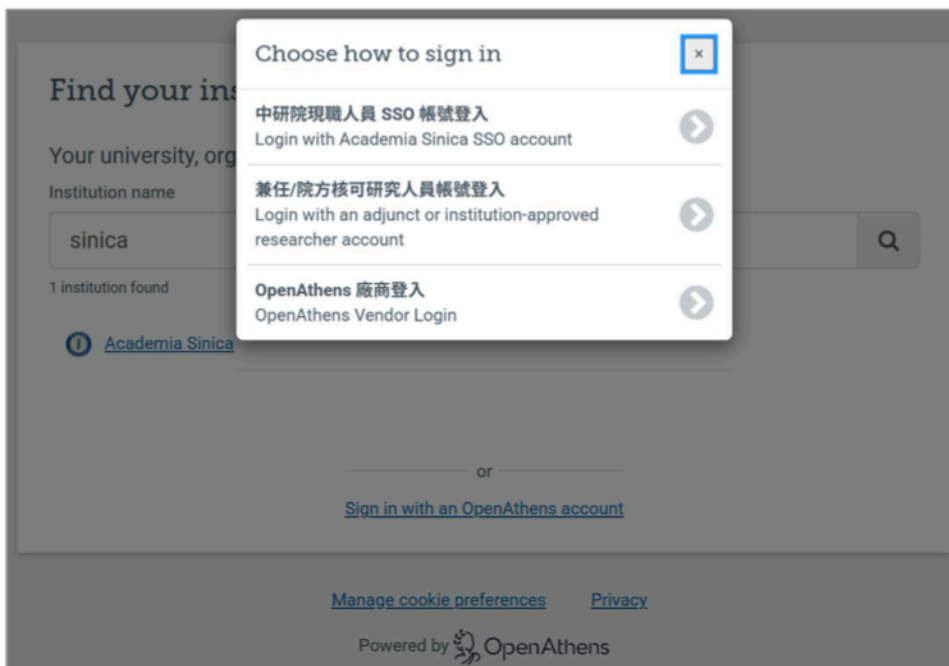 Choose how to sign in
×
中研院現職人員 SSO 帳號登入
Login with Academia Sinica SSO account
兼任/院方核可研究人員帳號登入
Login with an adjunct or institution-approved
researcher account
OpenAthens 廠商登入
OpenAthens Vendor Login
Find your ins
Your university, org
Institution name
sinica
1 institution found
Academia Sinica
or
Sign in with an OpenAthens account
Manage cookie preferences
Privacy
Powered by OpenAthens